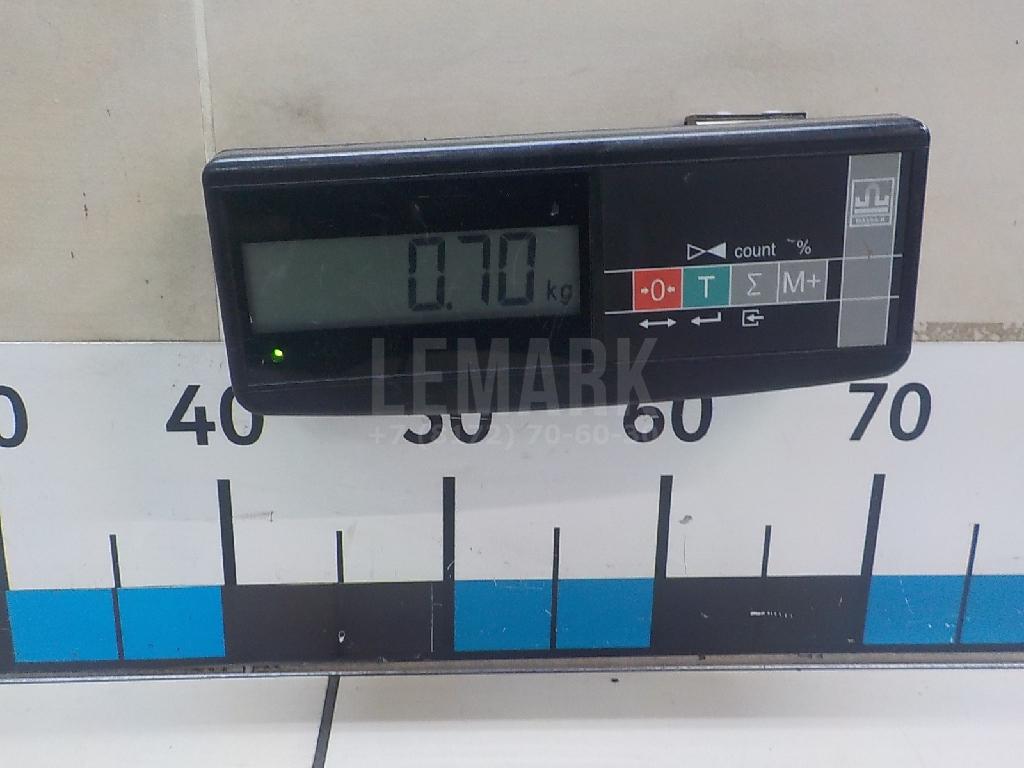 0.70 kg
count %
→0← T Σ M+
LEMARK
40 50 60 70